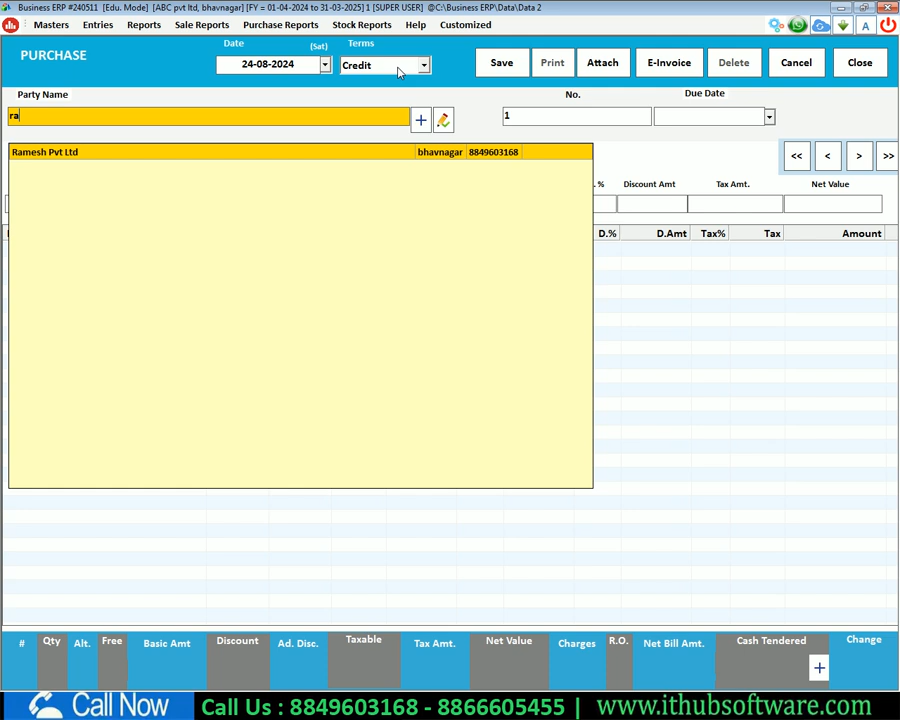 Business ERP #240511 [Edu. Mode] [ABC pvt ltd, bhavnagar] [FY = 01-04-2024 to 31-03-2025] 1 [SUPER USER] @C:\Business ERP\Data\Data 2
Masters Entries Reports Sale Reports Purchase Reports Stock Reports Help Customized A
PURCHASE
Date (Sat) Terms
24-08-2024 Credit
Save Print Attach E-Invoice Delete Cancel Close
Party Name No. Due Date
ra + 1
Ramesh Pvt Ltd bhavnagar 8849603168
<< < > >>
% Discount Amt Tax Amt. Net Value
D.% D.Amt Tax% Tax Amount
# Qty Alt. Free Basic Amt Discount Ad. Disc. Taxable Tax Amt. Net Value Charges R.O. Net Bill Amt. Cash Tendered Change
+
Call Now Call Us : 8849603168 - 8866605455 | www.ithubsoftware.com